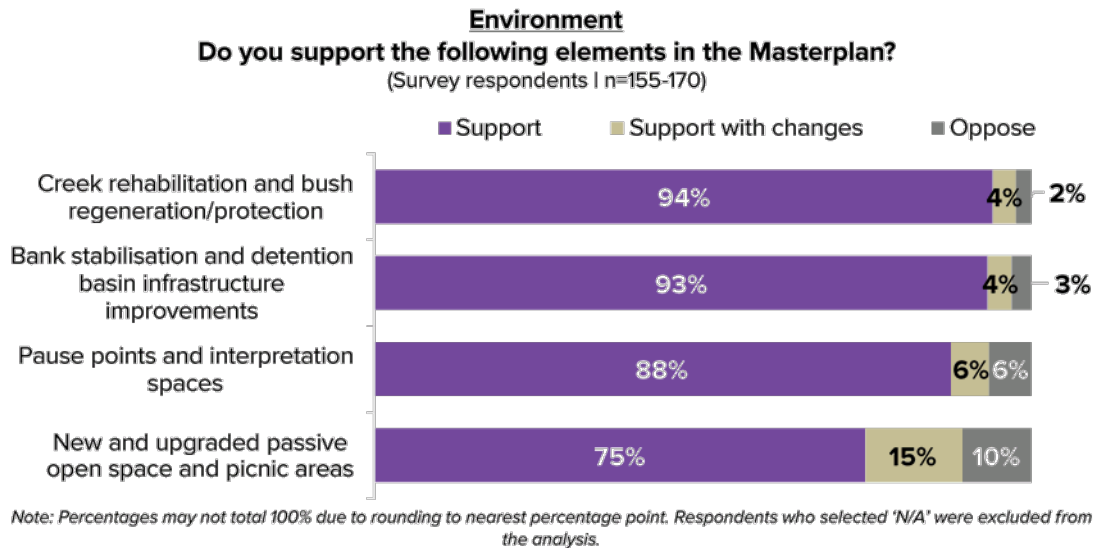 Environment
Do you support the following elements in the Masterplan?
(Survey respondents | n=155-170)
Support
Support with changes
Oppose
Creek rehabilitation and bush
regeneration/protection
94%
4%
2%
Bank stabilisation and detention
basin infrastructure
improvements
93%
4%
3%
Pause points and interpretation
spaces
88%
6%
6%
New and upgraded passive
open space and picnic areas
75%
15%
10%
Note: Percentages may not total 100% due to rounding to nearest percentage point. Respondents who selected ‘N/A’ were excluded from
the analysis.